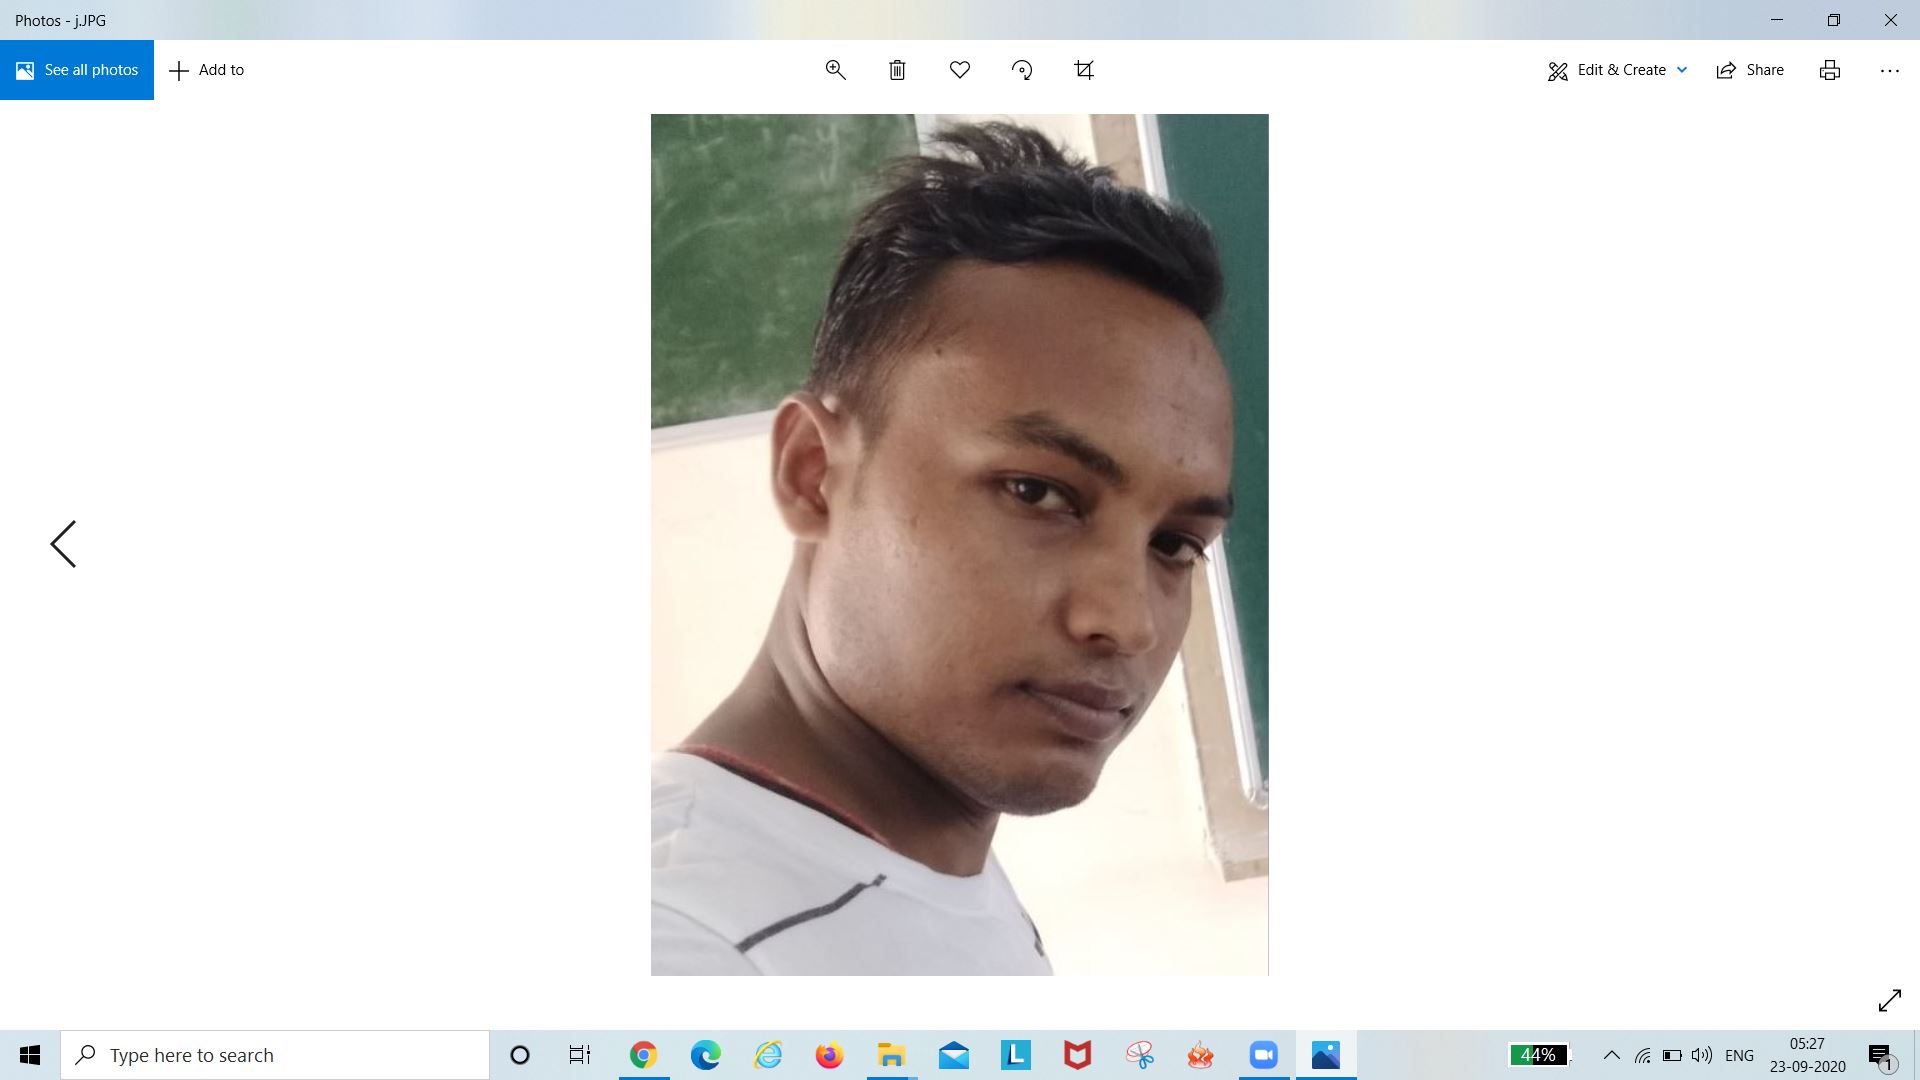 Photos - j.JPG
See all photos
Add to
Edit & Create
Share
Type here to search
L
44%
ENG
05:27
23-09-2020
1